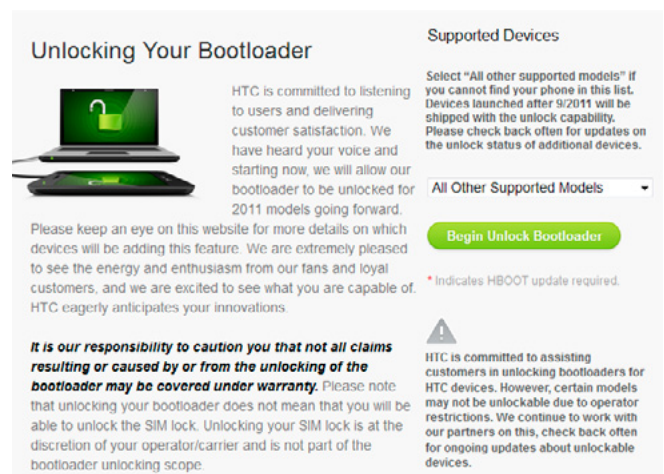 Unlocking Your Bootloader
HTC is committed to listening
to users and delivering
customer satisfaction. We
have heard your voice and
starting now, we will allow our
bootloader to be unlocked for
2011 models going forward.
Please keep an eye on this website for more details on which
devices will be adding this feature. We are extremely pleased
to see the energy and enthusiasm from our fans and loyal
customers, and we are excited to see what you are capable of.
HTC eagerly anticipates your innovations.
It is our responsibility to caution you that not all claims
resulting or caused by or from the unlocking of the
bootloader may be covered under warranty. Please note
that unlocking your bootloader does not mean that you will be
able to unlock the SIM lock. Unlocking your SIM lock is at the
discretion of your operator/carrier and is not part of the
bootloader unlocking scope.
Supported Devices
Select “All other supported models” if
you cannot find your phone in this list.
Devices launched after 9/2011 will be
shipped with the unlock capability.
Please check back often for updates on
the unlock status of additional devices.
All Other Supported Models
Begin Unlock Bootloader
* Indicates HBOOT update required.
HTC is committed to assisting
customers in unlocking bootloaders for
HTC devices. However, certain models
may not be unlockable due to operator
restrictions. We continue to work with
our partners on this, check back often
for ongoing updates about unlockable
devices.